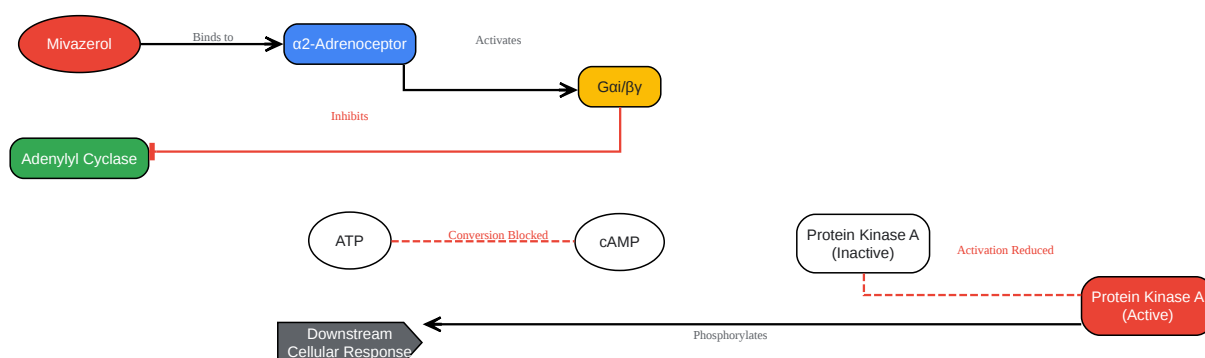 Mivazerol
Binds to
α2-Adrenoceptor
Activates
Gαi/βγ
Inhibits
Adenylyl Cyclase
ATP
Conversion Blocked
cAMP
Protein Kinase A
(Inactive)
Activation Reduced
Protein Kinase A
(Active)
Phosphorylates
Downstream
Cellular Response